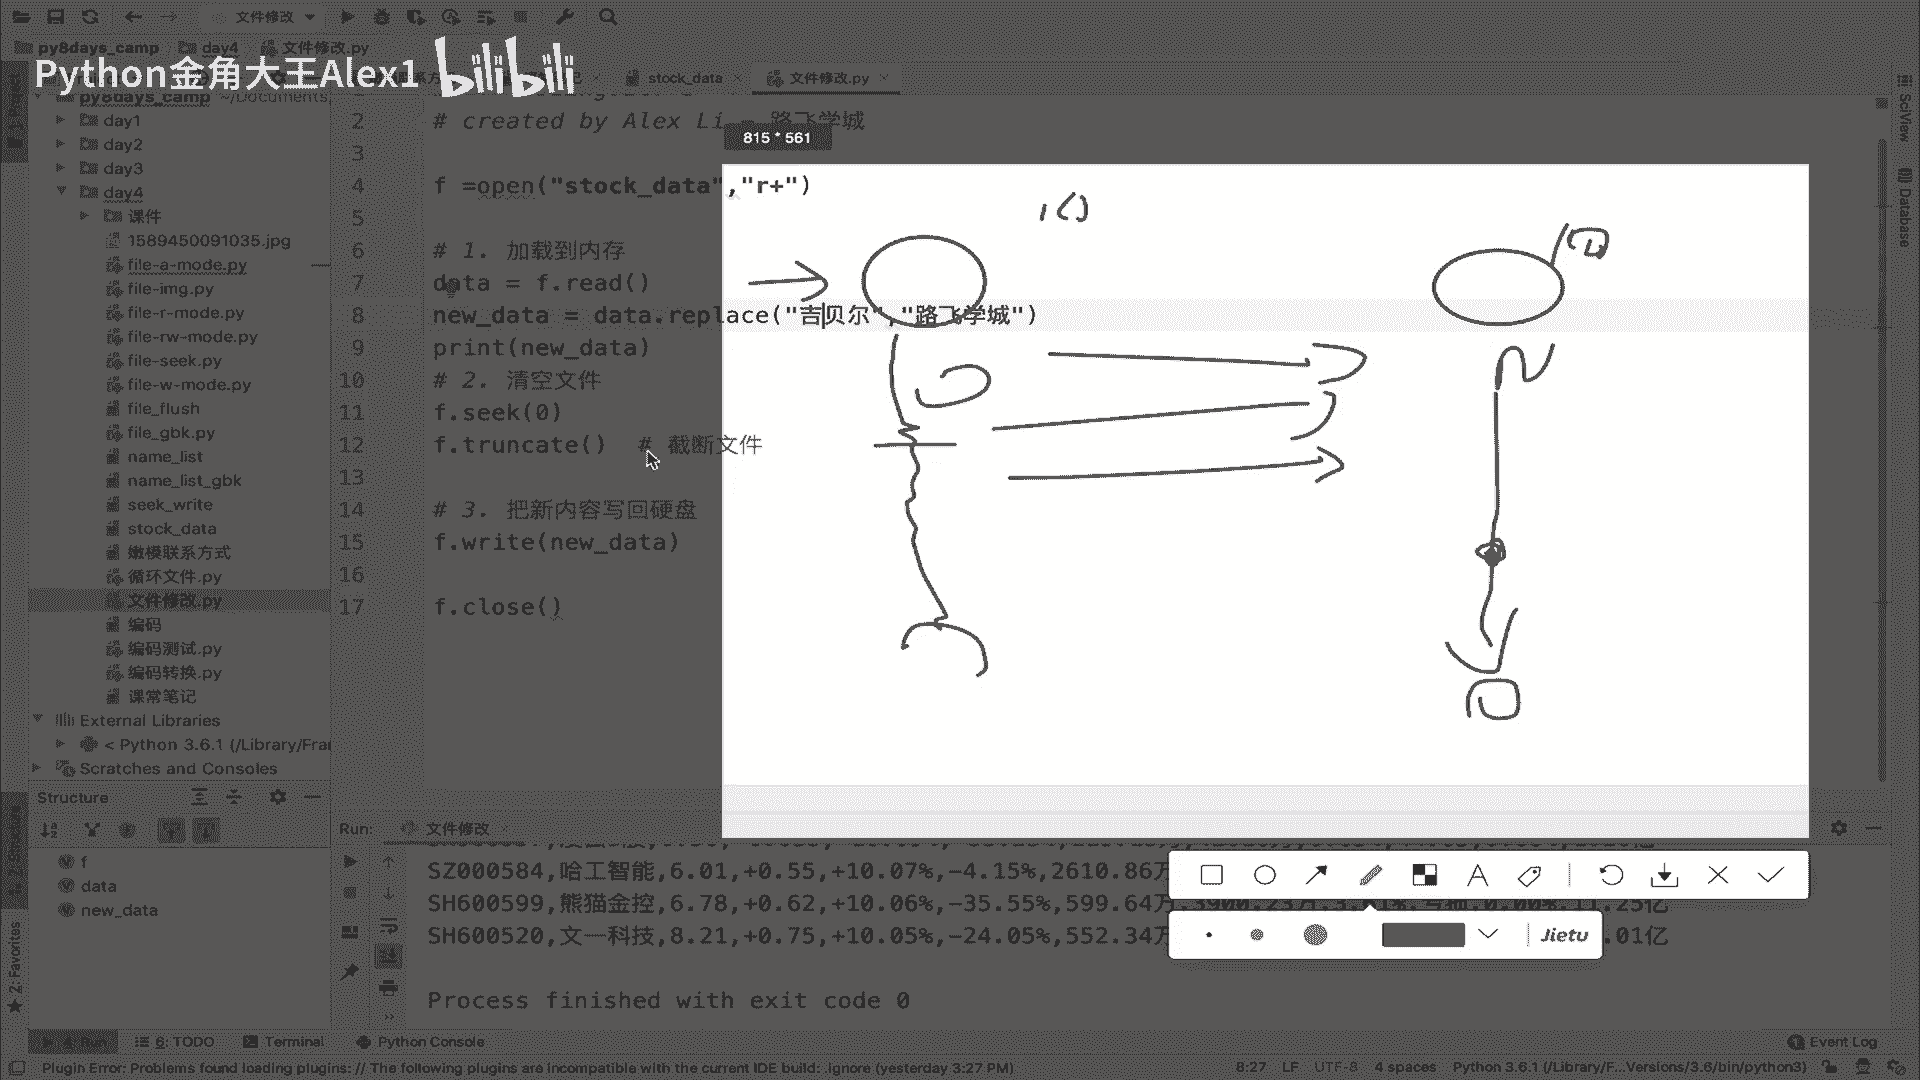 文件修改
py8days_camp
day4
文件修改.py
Python金角大王Alex1 bilibili
stock_data
文件修改.py
py8days_camp ~/Documents
day1
day2
day3
day4
课件
1589450091035.jpg
file-a-mode.py
file-img.py
file-r-mode.py
file-rw-mode.py
file-seek.py
file-w-mode.py
file_flush
file_gbk.py
name_list
name_list_gbk
seek_write
stock_data
嫩模联系方式
循环文件.py
文件修改.py
编码
编码测试.py
编码转换.py
课常笔记
External Libraries
< Python 3.6.1 (/Library/Fra
Scratches and Consoles
2 # created by Alex Li - 路飞学城
815 * 561
3
4 f =open("stock_data","r+")
5
6 # 1. 加载到内存
7 data = f.read()
8 new_data = data.replace("吉贝尔","路飞学城")
9 print(new_data)
10 # 2. 清空文件
11 f.seek(0)
12 f.truncate() # 截断文件
13
14 # 3. 把新内容写回硬盘
15 f.write(new_data)
16
17 f.close()
SciView
Database
Structure
f
data
new_data
2: Favorites
Run: 文件修改
SZ000584,哈工智能,6.01,+0.55,+10.07%,-4.15%,2610.86万
SH600599,熊猫金控,6.78,+0.62,+10.06%,-35.55%,599.64万,3900.23万,3.51%,亏损,0.00%,11.25亿
SH600520,文一科技,8.21,+0.75,+10.05%,-24.05%,552.34万 .01亿
Jietu
Process finished with exit code 0
4: Run
6: TODO
Terminal
Python Console
Event Log
Plugin Error: Problems found loading plugins: // The following plugins are incompatible with the current IDE build: .ignore (yesterday 3:27 PM)
8:27 LF UTF-8 4 spaces Python 3.6.1 (/Library/F...Versions/3.6/bin/python3)